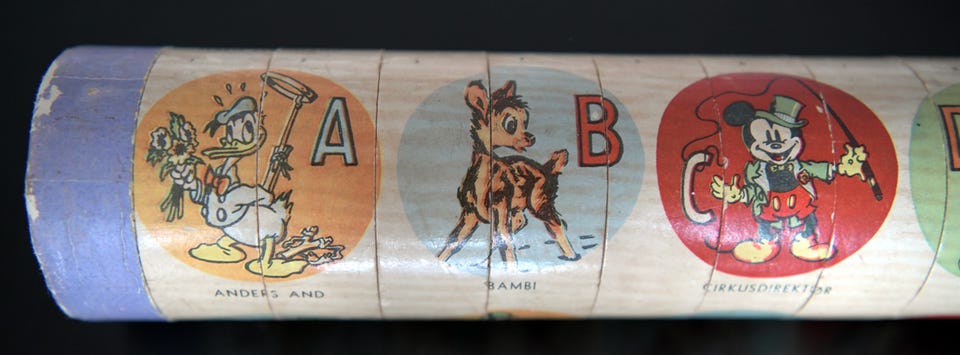 A
B
C
ANDERS AND
BAMBI
CIRKUSDIREKTØR